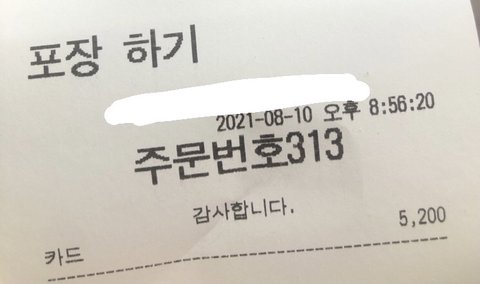 포장 하기
2021-08-10 오후 8:56:20
주문번호313
감사합니다.
카드 5,200